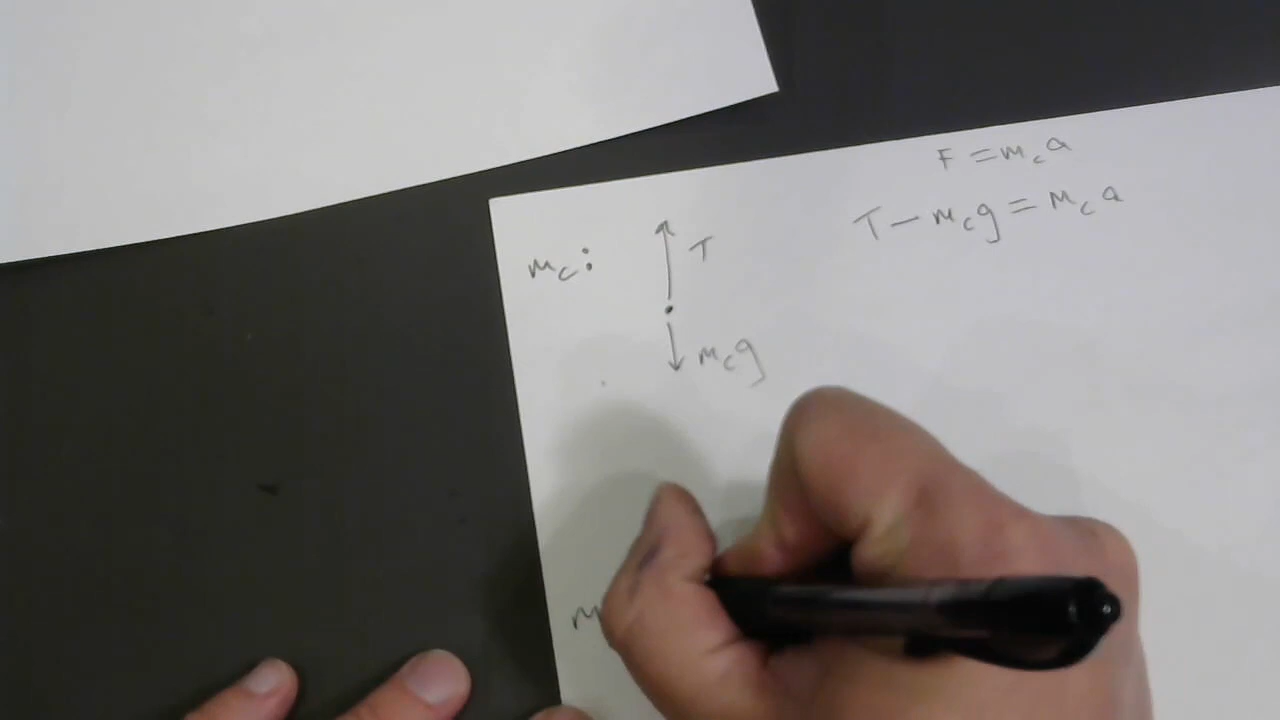 F = m_c a
T - m_c g = m_c a
m_c :
T
m_c g
m